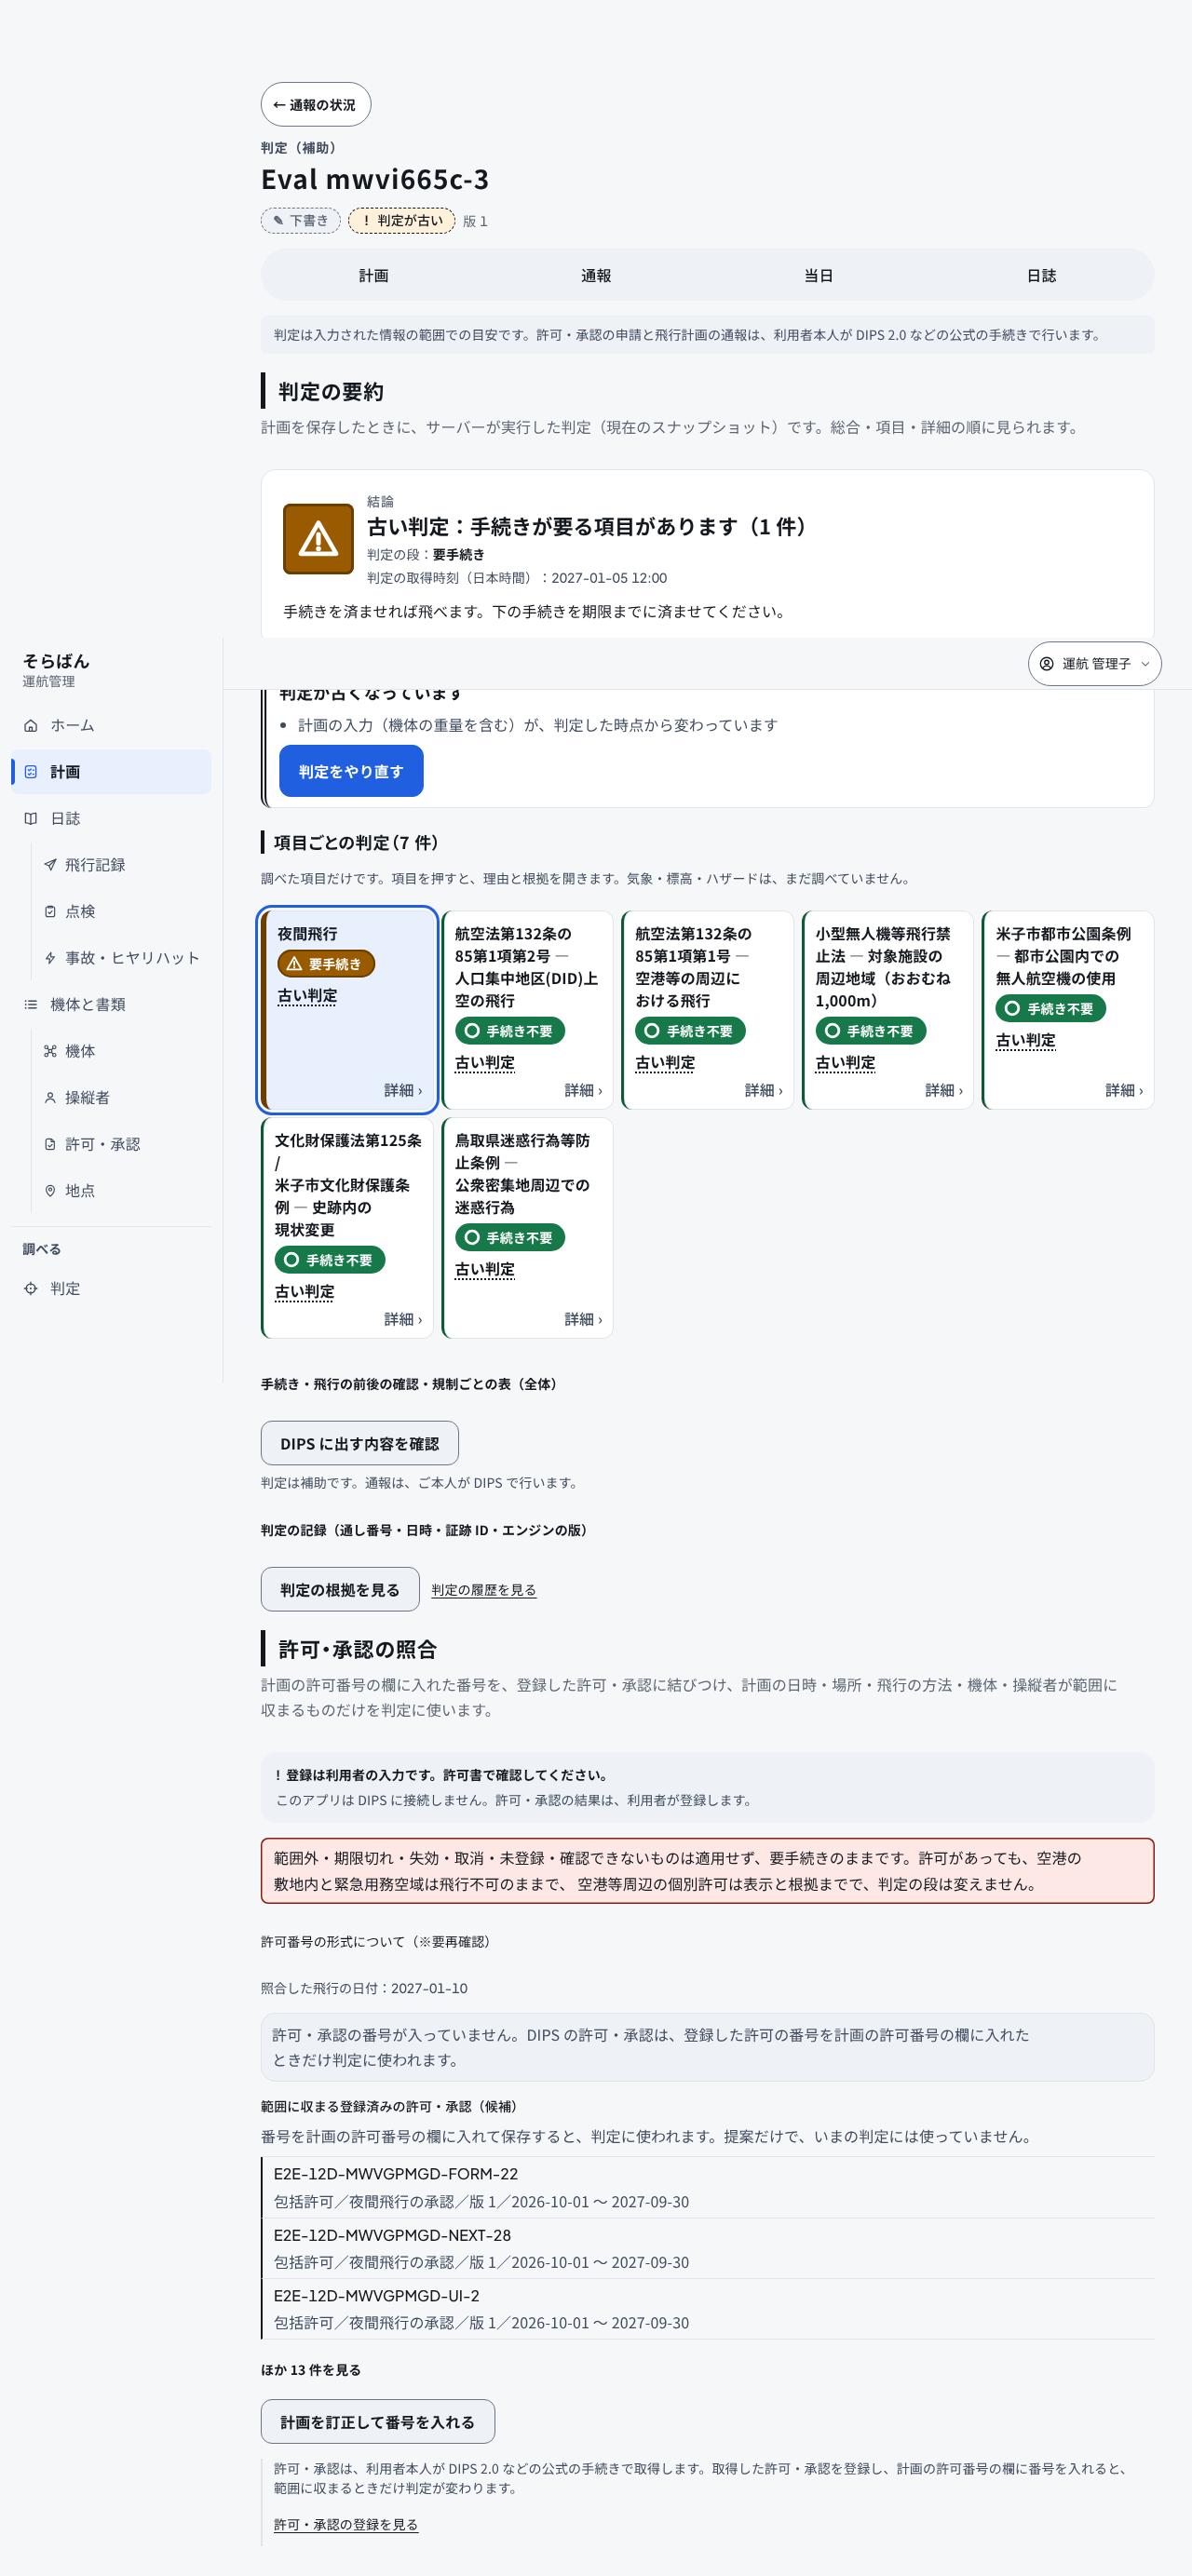 ← 通報の状況
判定（補助）
Eval mwvi665c-3
✎ 下書き ! 判定が古い 版 1
計画 通報 当日 日誌
判定は入力された情報の範囲での目安です。許可・承認の申請と飛行計画の通報は、利用者本人が DIPS 2.0 などの公式の手続きで行います。
判定の要約
計画を保存したときに、サーバーが実行した判定（現在のスナップショット）です。総合・項目・詳細の順に見られます。
結論
古い判定：手続きが要る項目があります（1 件）
判定の段：要手続き
判定の取得時刻（日本時間）：2027-01-05 12:00
手続きを済ませれば飛べます。下の手続きを期限までに済ませてください。
そらばん
運航管理
運航 管理子
ホーム
計画
日誌
飛行記録
点検
事故・ヒヤリハット
機体と書類
機体
操縦者
許可・承認
地点
調べる
判定
判定が古くなっています
• 計画の入力（機体の重量を含む）が、判定した時点から変わっています
判定をやり直す
項目ごとの判定（7 件）
調べた項目だけです。項目を押すと、理由と根拠を開きます。気象・標高・ハザードは、まだ調べていません。
夜間飛行
要手続き
古い判定
詳細 ›
航空法第132条の
85第1項第2号 —
人口集中地区(DID)上
空の飛行
手続き不要
古い判定
詳細 ›
航空法第132条の
85第1項第1号 —
空港等の周辺に
おける飛行
手続き不要
古い判定
詳細 ›
小型無人機等飛行禁
止法 — 対象施設の
周辺地域（おおむね
1,000m）
手続き不要
古い判定
詳細 ›
米子市都市公園条例
— 都市公園内での
無人航空機の使用
手続き不要
古い判定
詳細 ›
文化財保護法第125条
/
米子市文化財保護条
例 — 史跡内の
現状変更
手続き不要
古い判定
詳細 ›
鳥取県迷惑行為等防
止条例 —
公衆密集地周辺での
迷惑行為
手続き不要
古い判定
詳細 ›
手続き・飛行の前後の確認・規制ごとの表（全体）
DIPS に出す内容を確認
判定は補助です。通報は、ご本人が DIPS で行います。
判定の記録（通し番号・日時・証跡 ID・エンジンの版）
判定の根拠を見る 判定の履歴を見る
許可・承認の照合
計画の許可番号の欄に入れた番号を、登録した許可・承認に結びつけ、計画の日時・場所・飛行の方法・機体・操縦者が範囲に
収まるものだけを判定に使います。
! 登録は利用者の入力です。許可書で確認してください。
このアプリは DIPS に接続しません。許可・承認の結果は、利用者が登録します。
範囲外・期限切れ・失効・取消・未登録・確認できないものは適用せず、要手続きのままです。許可があっても、空港の
敷地内と緊急用務空域は飛行不可のままで、 空港等周辺の個別許可は表示と根拠までで、判定の段は変えません。
許可番号の形式について（※要再確認）
照合した飛行の日付：2027-01-10
許可・承認の番号が入っていません。DIPS の許可・承認は、登録した許可の番号を計画の許可番号の欄に入れた
ときだけ判定に使われます。
範囲に収まる登録済みの許可・承認（候補）
番号を計画の許可番号の欄に入れて保存すると、判定に使われます。提案だけで、いまの判定には使っていません。
E2E-12D-MWVGPMGD-FORM-22
包括許可／夜間飛行の承認／版 1／2026-10-01 〜 2027-09-30
E2E-12D-MWVGPMGD-NEXT-28
包括許可／夜間飛行の承認／版 1／2026-10-01 〜 2027-09-30
E2E-12D-MWVGPMGD-UI-2
包括許可／夜間飛行の承認／版 1／2026-10-01 〜 2027-09-30
ほか 13 件を見る
計画を訂正して番号を入れる
許可・承認は、利用者本人が DIPS 2.0 などの公式の手続きで取得します。取得した許可・承認を登録し、計画の許可番号の欄に番号を入れると、
範囲に収まるときだけ判定が変わります。
許可・承認の登録を見る